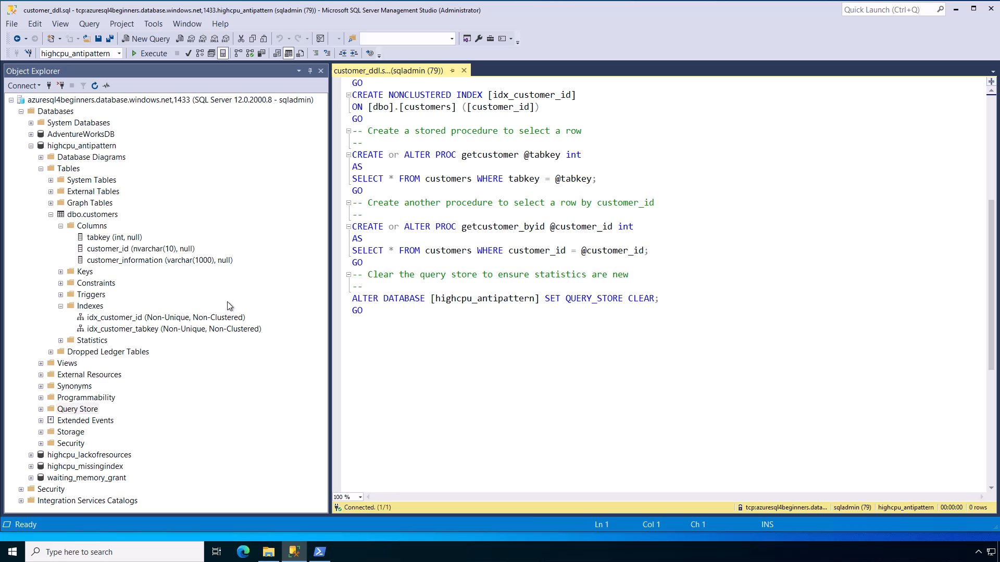 customer_ddl.sql - tcp:azuresql4beginners.database.windows.net,1433.highcpu_antipattern (sqladmin (79)) - Microsoft SQL Server Management Studio (Administrator)
Quick Launch (Ctrl+Q)
File Edit View Query Project Tools Window Help
New Query
MDX DMX XMLA DAX
highcpu_antipattern
Execute
Object Explorer
customer_ddl.s...(sqladmin (79))
Connect
azuresql4beginners.database.windows.net,1433 (SQL Server 12.0.2000.8 - sqladmin)
Databases
System Databases
AdventureWorksDB
highcpu_antipattern
Database Diagrams
Tables
System Tables
External Tables
Graph Tables
dbo.customers
Columns
tabkey (int, null)
customer_id (nvarchar(10), null)
customer_information (varchar(1000), null)
Keys
Constraints
Triggers
Indexes
idx_customer_id (Non-Unique, Non-Clustered)
idx_customer_tabkey (Non-Unique, Non-Clustered)
Statistics
Dropped Ledger Tables
Views
External Resources
Synonyms
Programmability
Query Store
Extended Events
Storage
Security
highcpu_lackofresources
highcpu_missingindex
waiting_memory_grant
Security
Integration Services Catalogs
GO
CREATE NONCLUSTERED INDEX [idx_customer_id]
ON [dbo].[customers] ([customer_id])
GO
-- Create a stored procedure to select a row
--
CREATE or ALTER PROC getcustomer @tabkey int
AS
SELECT * FROM customers WHERE tabkey = @tabkey;
GO
-- Create another procedure to select a row by customer_id
--
CREATE or ALTER PROC getcustomer_byid @customer_id int
AS
SELECT * FROM customers WHERE customer_id = @customer_id;
GO
-- Clear the query store to ensure statistics are new
--
ALTER DATABASE [highcpu_antipattern] SET QUERY_STORE CLEAR;
GO
100 %
Connected. (1/1)
tcp:azuresql4beginners.data... sqladmin (79) highcpu_antipattern 00:00:00 0 rows
Ready
Ln 1 Col 1 Ch 1 INS
Type here to search